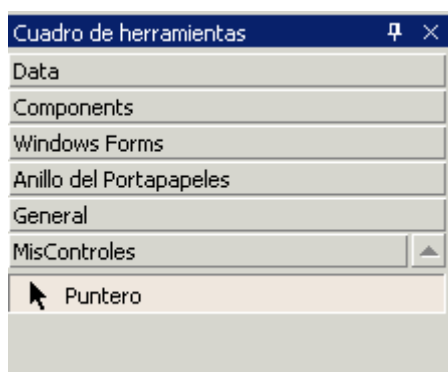 Cuadro de herramientas
Data
Components
Windows Forms
Anillo del Portapapeles
General
MisControles
Puntero